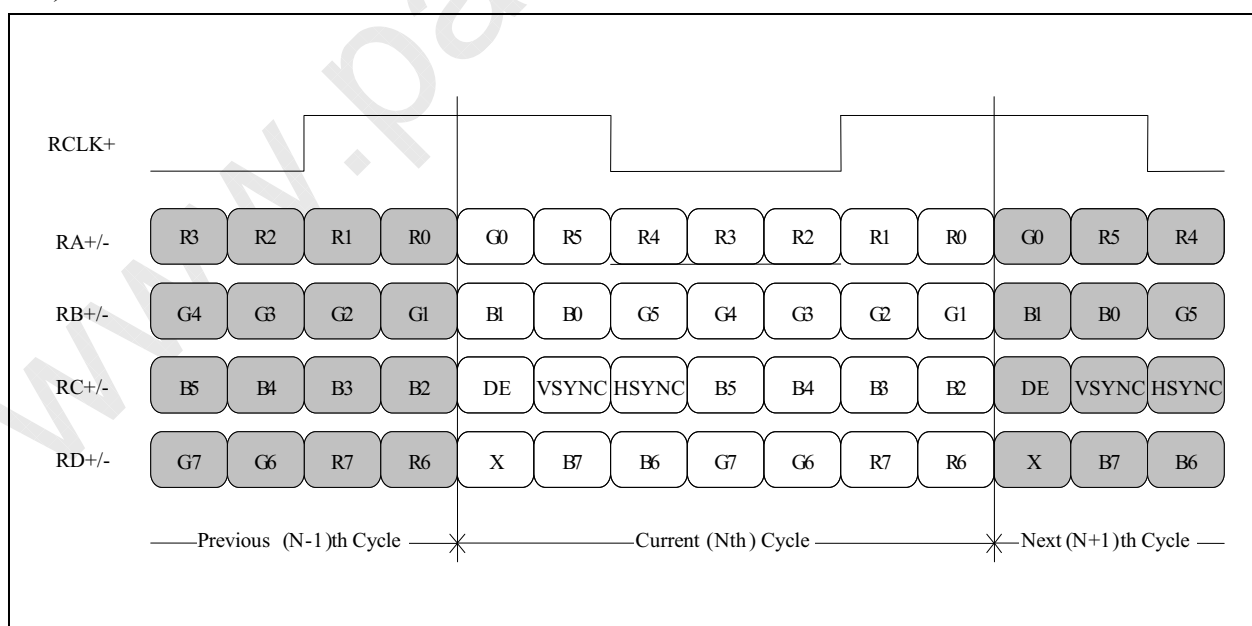 www.pa
RCLK+
RA+/- R3 R2 R1 R0 G0 R5 R4 R3 R2 R1 R0 G0 R5 R4
RB+/- G4 G3 G2 G1 B1 B0 G5 G4 G3 G2 G1 B1 B0 G5
RC+/- B5 B4 B3 B2 DE VSYNC HSYNC B5 B4 B3 B2 DE VSYNC HSYNC
RD+/- G7 G6 R7 R6 X B7 B6 G7 G6 R7 R6 X B7 B6
Previous (N-1)th Cycle Current (Nth) Cycle Next (N+1)th Cycle